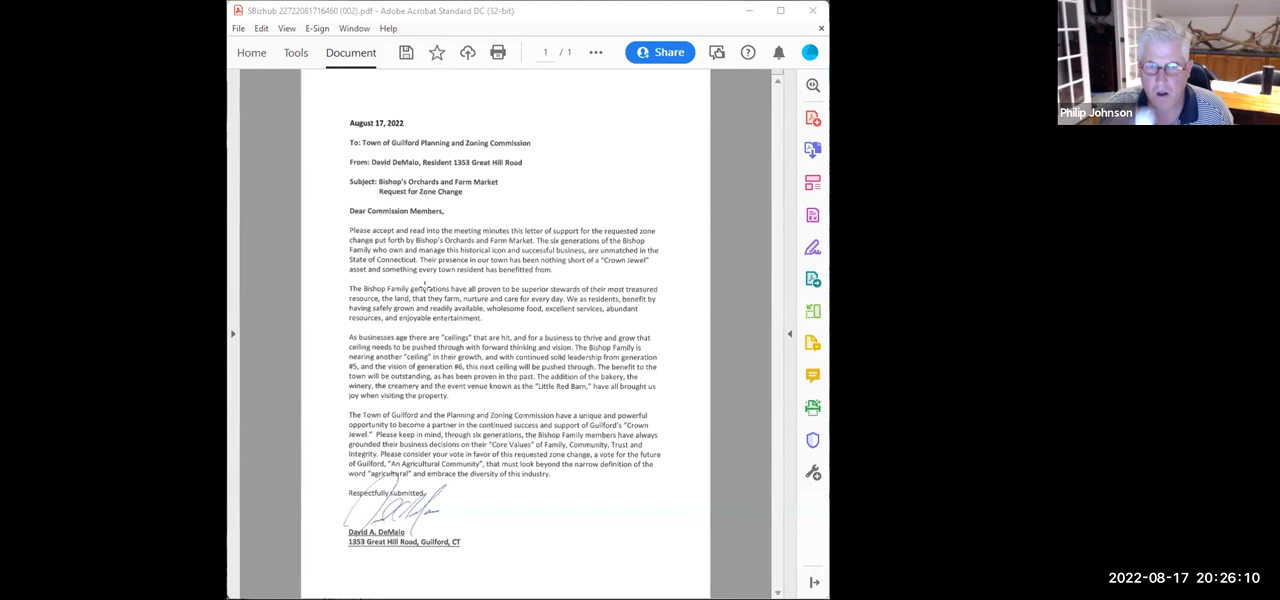 SBizhub 22722081716460 (002).pdf - Adobe Acrobat Standard DC (32-bit)
File Edit View E-Sign Window Help
Home Tools Document 1 / 1 Share
Philip Johnson
August 17, 2022
To: Town of Guilford Planning and Zoning Commission
From: David DeMaio, Resident 1353 Great Hill Road
Subject: Bishop's Orchards and Farm Market
Request for Zone Change
Dear Commission Members,
Please accept and read into the meeting minutes this letter of support for the requested zone
change put forth by Bishop's Orchards and Farm Market. The six generations of the Bishop
Family who own and manage this historical icon and successful business, are unmatched in the
State of Connecticut. Their presence in our town has been nothing short of a "Crown Jewel"
asset and something every town resident has benefitted from.
The Bishop Family generations have all proven to be superior stewards of their most treasured
resource, the land, that they farm, nurture and care for every day. We as residents, benefit by
having safely grown and readily available, wholesome food, excellent services, abundant
resources, and enjoyable entertainment.
As businesses age there are "ceilings" that are hit, and for a business to thrive and grow that
ceiling needs to be pushed through with forward thinking and vision. The Bishop Family is
nearing another "ceiling" in their growth, and with continued solid leadership from generation
#5, and the vision of generation #6, this next ceiling will be pushed through. The benefit to the
town will be outstanding, as has been proven in the past. The addition of the bakery, the
winery, the creamery and the event venue known as the "Little Red Barn," have all brought us
joy when visiting the property.
The Town of Guilford and the Planning and Zoning Commission have a unique and powerful
opportunity to become a partner in the continued success and support of Guilford's "Crown
Jewel." Please keep in mind, through six generations, the Bishop Family members have always
grounded their business decisions on their "Core Values" of Family, Community, Trust and
Integrity. Please consider your vote in favor of this requested zone change, a vote for the future
of Guilford, "An Agricultural Community", that must look beyond the narrow definition of the
word "agricultural" and embrace the diversity of this industry.
Respectfully submitted,
David A. DeMaio
1353 Great Hill Road, Guilford, CT
2022-08-17 20:26:10